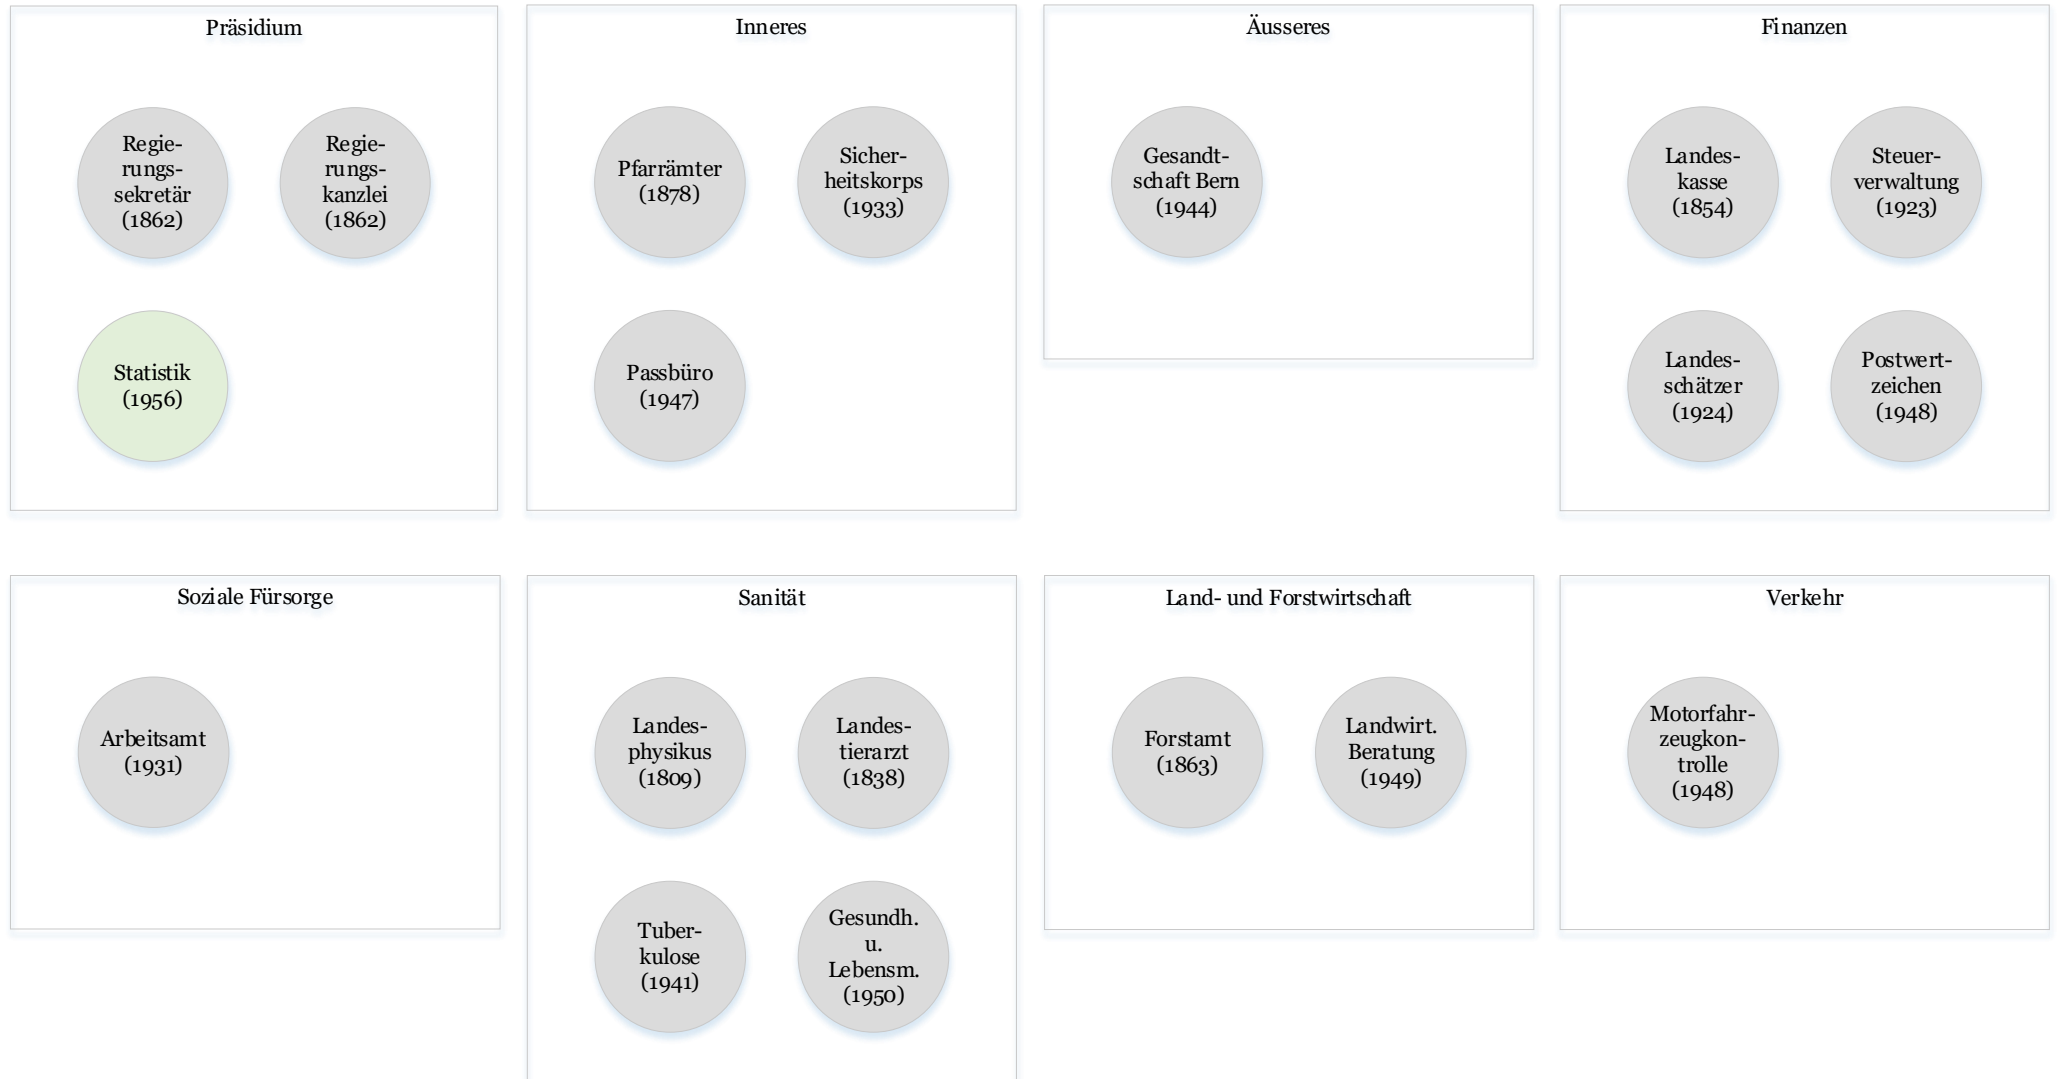 Präsidium
Regie-
rungs-
sekretär
(1862)
Regie-
rungs-
kanzlei
(1862)
Statistik
(1956)
Inneres
Pfarrämter
(1878)
Sicher-
heitskorps
(1933)
Passbüro
(1947)
Äusseres
Gesandt-
schaft Bern
(1944)
Finanzen
Landes-
kasse
(1854)
Steuer-
verwaltung
(1923)
Landes-
schätzer
(1924)
Postwert-
zeichen
(1948)
Soziale Fürsorge
Arbeitsamt
(1931)
Sanität
Landes-
physikus
(1809)
Landes-
tierarzt
(1838)
Tuber-
kulose
(1941)
Gesundh.
u.
Lebensm.
(1950)
Land- und Forstwirtschaft
Forstamt
(1863)
Landwirt.
Beratung
(1949)
Verkehr
Motorfahr-
zeugkon-
trolle
(1948)